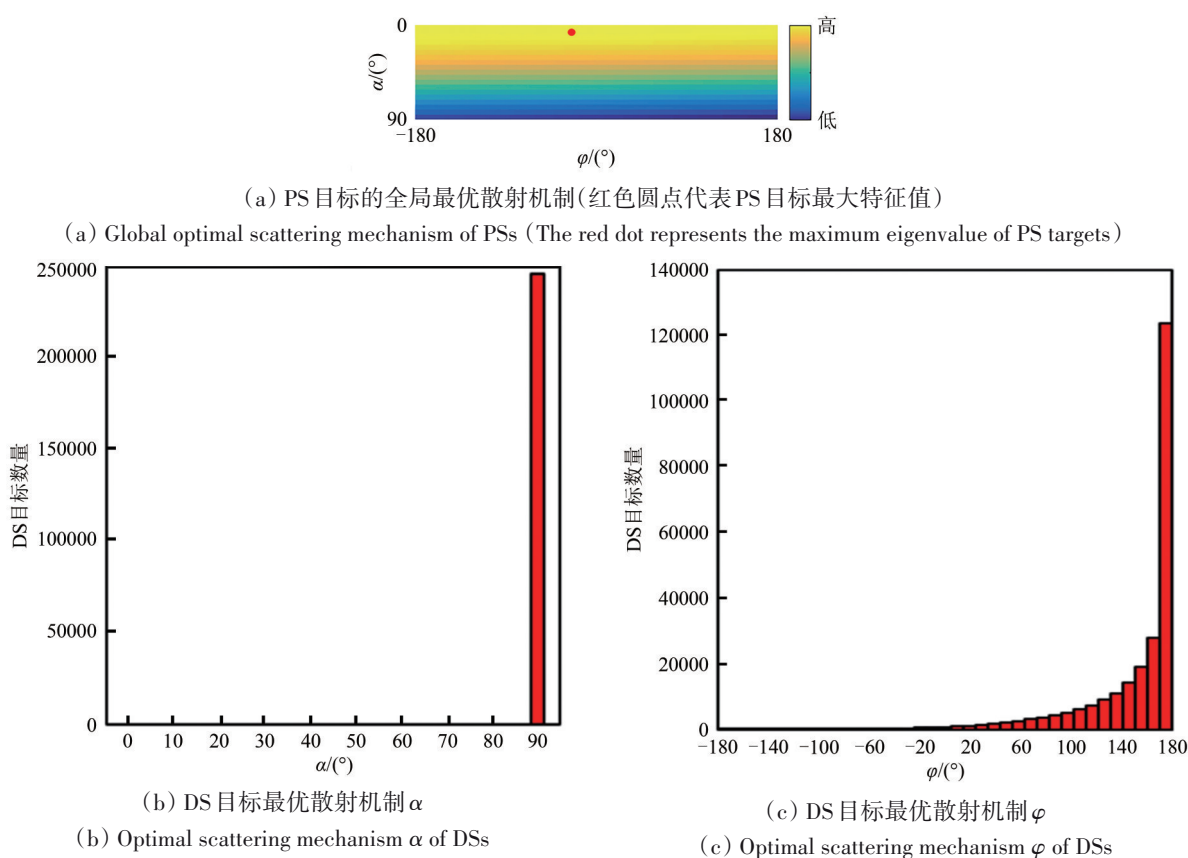 0
高
α/(°)
90
低
−180
180
φ/(°)
(a) PS目标的全局最优散射机制(红色圆点代表PS目标最大特征值)
(a) Global optimal scattering mechanism of PSs (The red dot represents the maximum eigenvalue of PS targets)
250000
200000
150000
100000
50000
0
DS目标数量
0 10 20 30 40 50 60 70 80 90
α/(°)
(b) DS目标最优散射机制α
(b) Optimal scattering mechanism α of DSs
140000
120000
100000
80000
60000
40000
20000
0
DS目标数量
−180 −140 −100 −60 −20 20 60 100 140 180
φ/(°)
(c) DS目标最优散射机制φ
(c) Optimal scattering mechanism φ of DSs